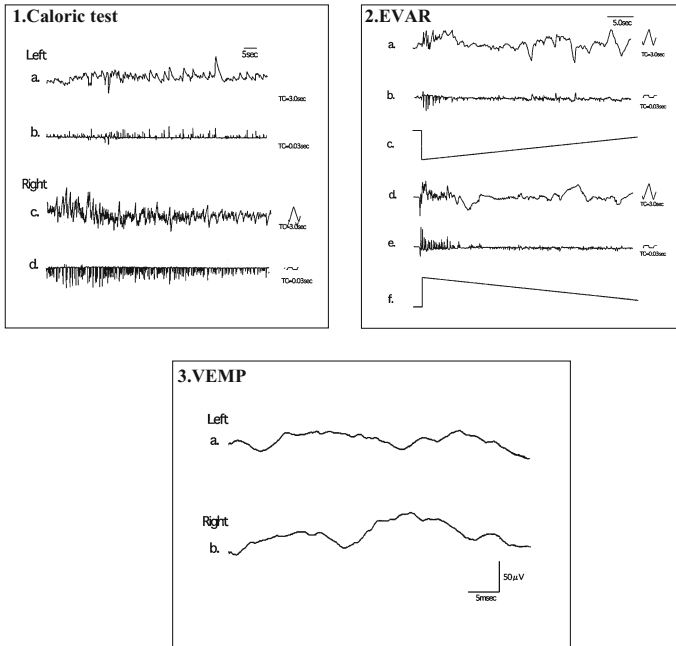 1.Caloric test
Left
5sec
a.
TC=3.0sec
b.
TC=0.03sec
Right
c.
TC=3.0sec
d.
TC=0.03sec
2.EVAR
5.0sec
a.
TC=3.0sec
b.
TC=0.03sec
c.
d.
TC=3.0sec
e.
TC=0.03sec
f.
3.VEMP
Left
a.
Right
b.
50μV
5msec